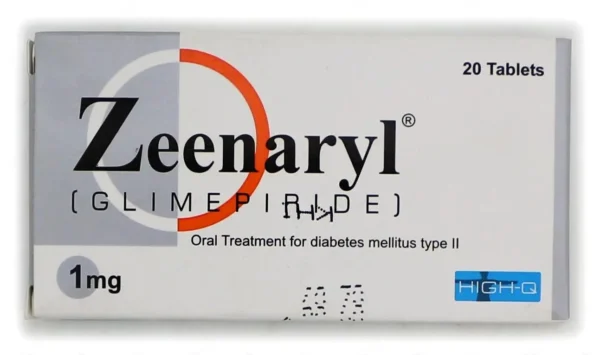 20 Tablets
Zeenaryl®
[GLIMEPIRIDE]
Oral Treatment for diabetes mellitus type II
1mg
HIGH-Q